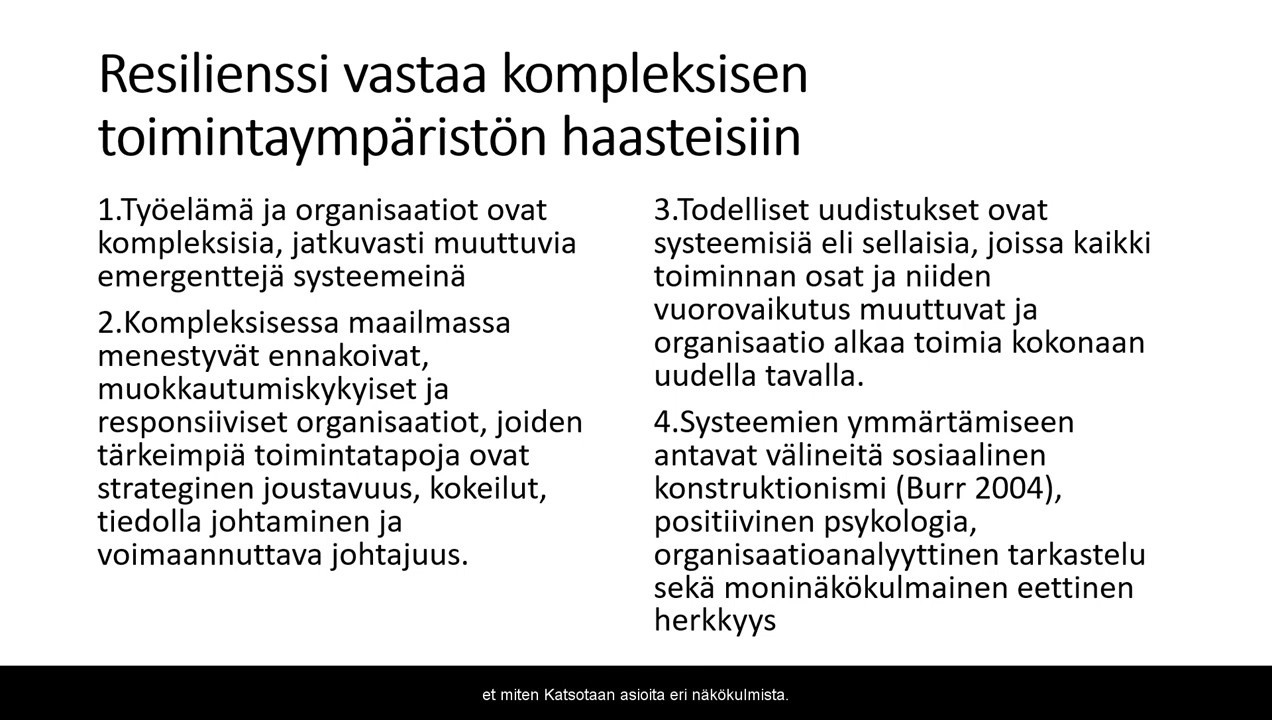 Resilienssi vastaa kompleksisen
toimintaympäristön haasteisiin
1.Työelämä ja organisaatiot ovat
kompleksisia, jatkuvasti muuttuvia
emergenttejä systeemeinä
2.Kompleksisessa maailmassa
menestyvät ennakoivat,
muokkautumiskykyiset ja
responsiiviset organisaatiot, joiden
tärkeimpiä toimintatapoja ovat
strateginen joustavuus, kokeilut,
tiedolla johtaminen ja
voimaannuttava johtajuus.
3.Todelliset uudistukset ovat
systeemisiä eli sellaisia, joissa kaikki
toiminnan osat ja niiden
vuorovaikutus muuttuvat ja
organisaatio alkaa toimia kokonaan
uudella tavalla.
4.Systeemien ymmärtämiseen
antavat välineitä sosiaalinen
konstruktionismi (Burr 2004),
positiivinen psykologia,
organisaatioanalyyttinen tarkastelu
sekä moninäkökulmainen eettinen
herkkyys
et miten Katsotaan asioita eri näkökulmista.